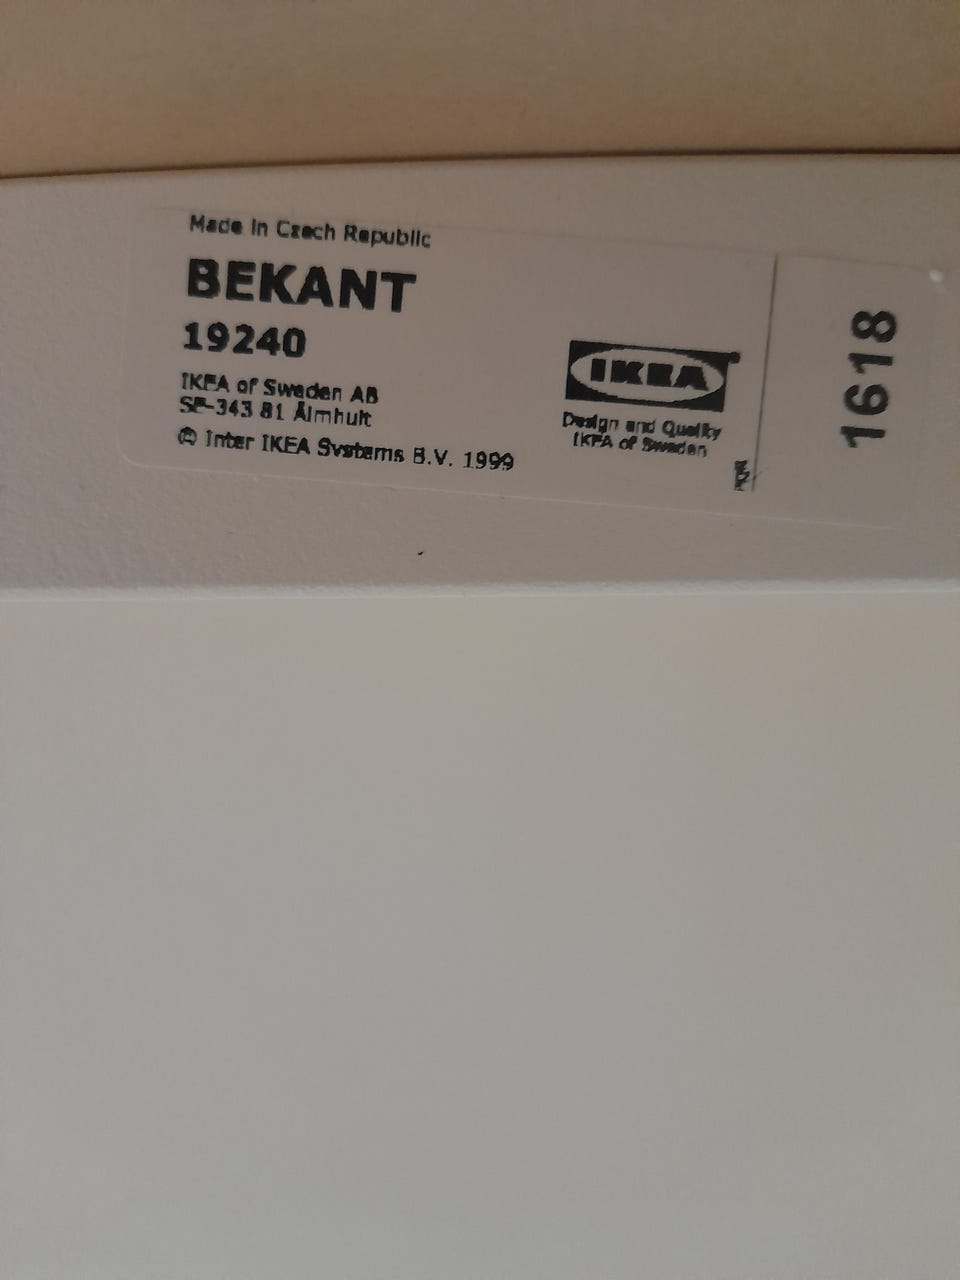 Made in Czech Republic
BEKANT
19240
IKEA of Sweden AB
SE-343 81 Älmhult
© Inter IKEA Systems B.V. 1999
IKEA®
Design and Quality
IKEA of Sweden
1618